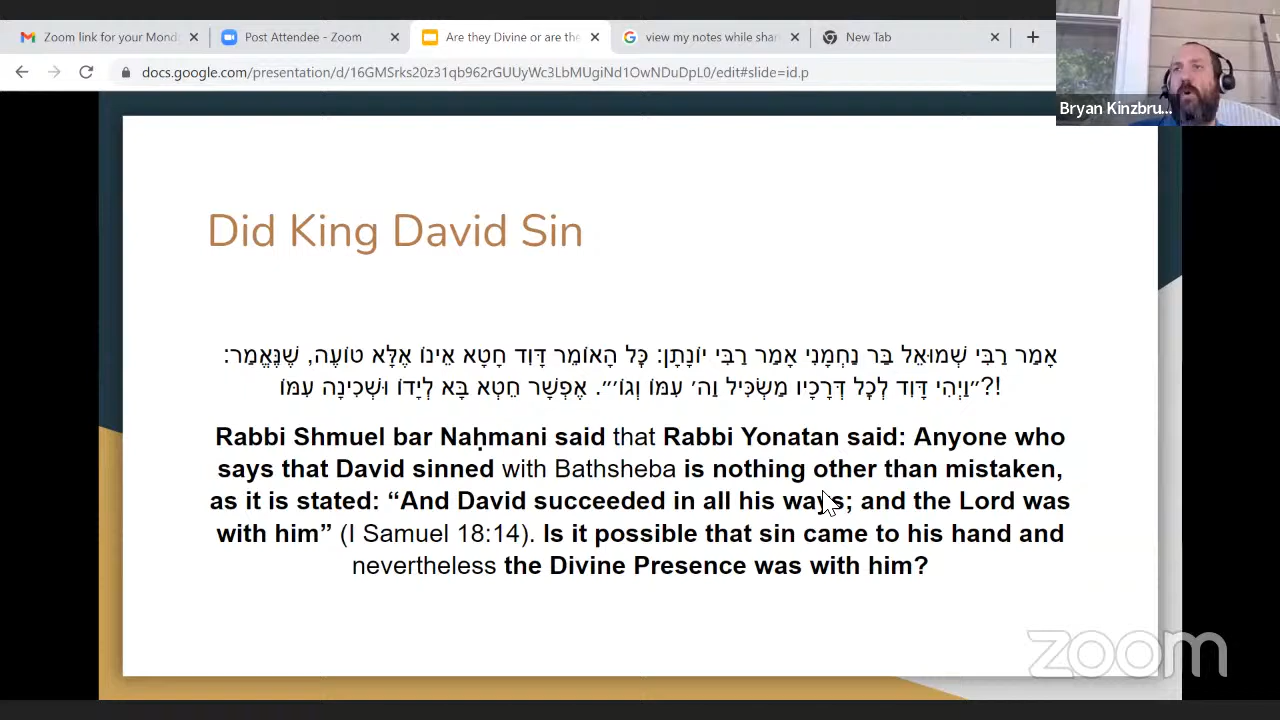 Zoom link for your Mond
Post Attendee - Zoom
Are they Divine or are the
view my notes while shar
New Tab
docs.google.com/presentation/d/16GMSrks20z31qb962rCUUyWc3LbMUgiNd1OwNDuDpL0/edit#slide=id.p
Bryan Kinzbru...
Did King David Sin
אָמַר רַבִּי שְׁמוּאֵל בַּר נַחְמָנִי אָמַר רַבִּי יוֹנָתָן: כׇּל הָאוֹמֵר דָּוִד חָטָא אֵינוֹ אֶלָּא טוֹעֶה, שֶׁנֶּאֱמַר:
״וַיְהִי דָּוִד לְכׇל דְּרָכָיו מַשְׂכִּיל וַה׳ עִמּוֹ וְגוֹ׳״. אֶפְשָׁר חֵטְא בָּא לְיָדוֹ וּשְׁכִינָה עִמּוֹ?!
Rabbi Shmuel bar Naḥmani said that Rabbi Yonatan said: Anyone who
says that David sinned with Bathsheba is nothing other than mistaken,
as it is stated: “And David succeeded in all his ways; and the Lord was
with him” (I Samuel 18:14). Is it possible that sin came to his hand and
nevertheless the Divine Presence was with him?
zoom